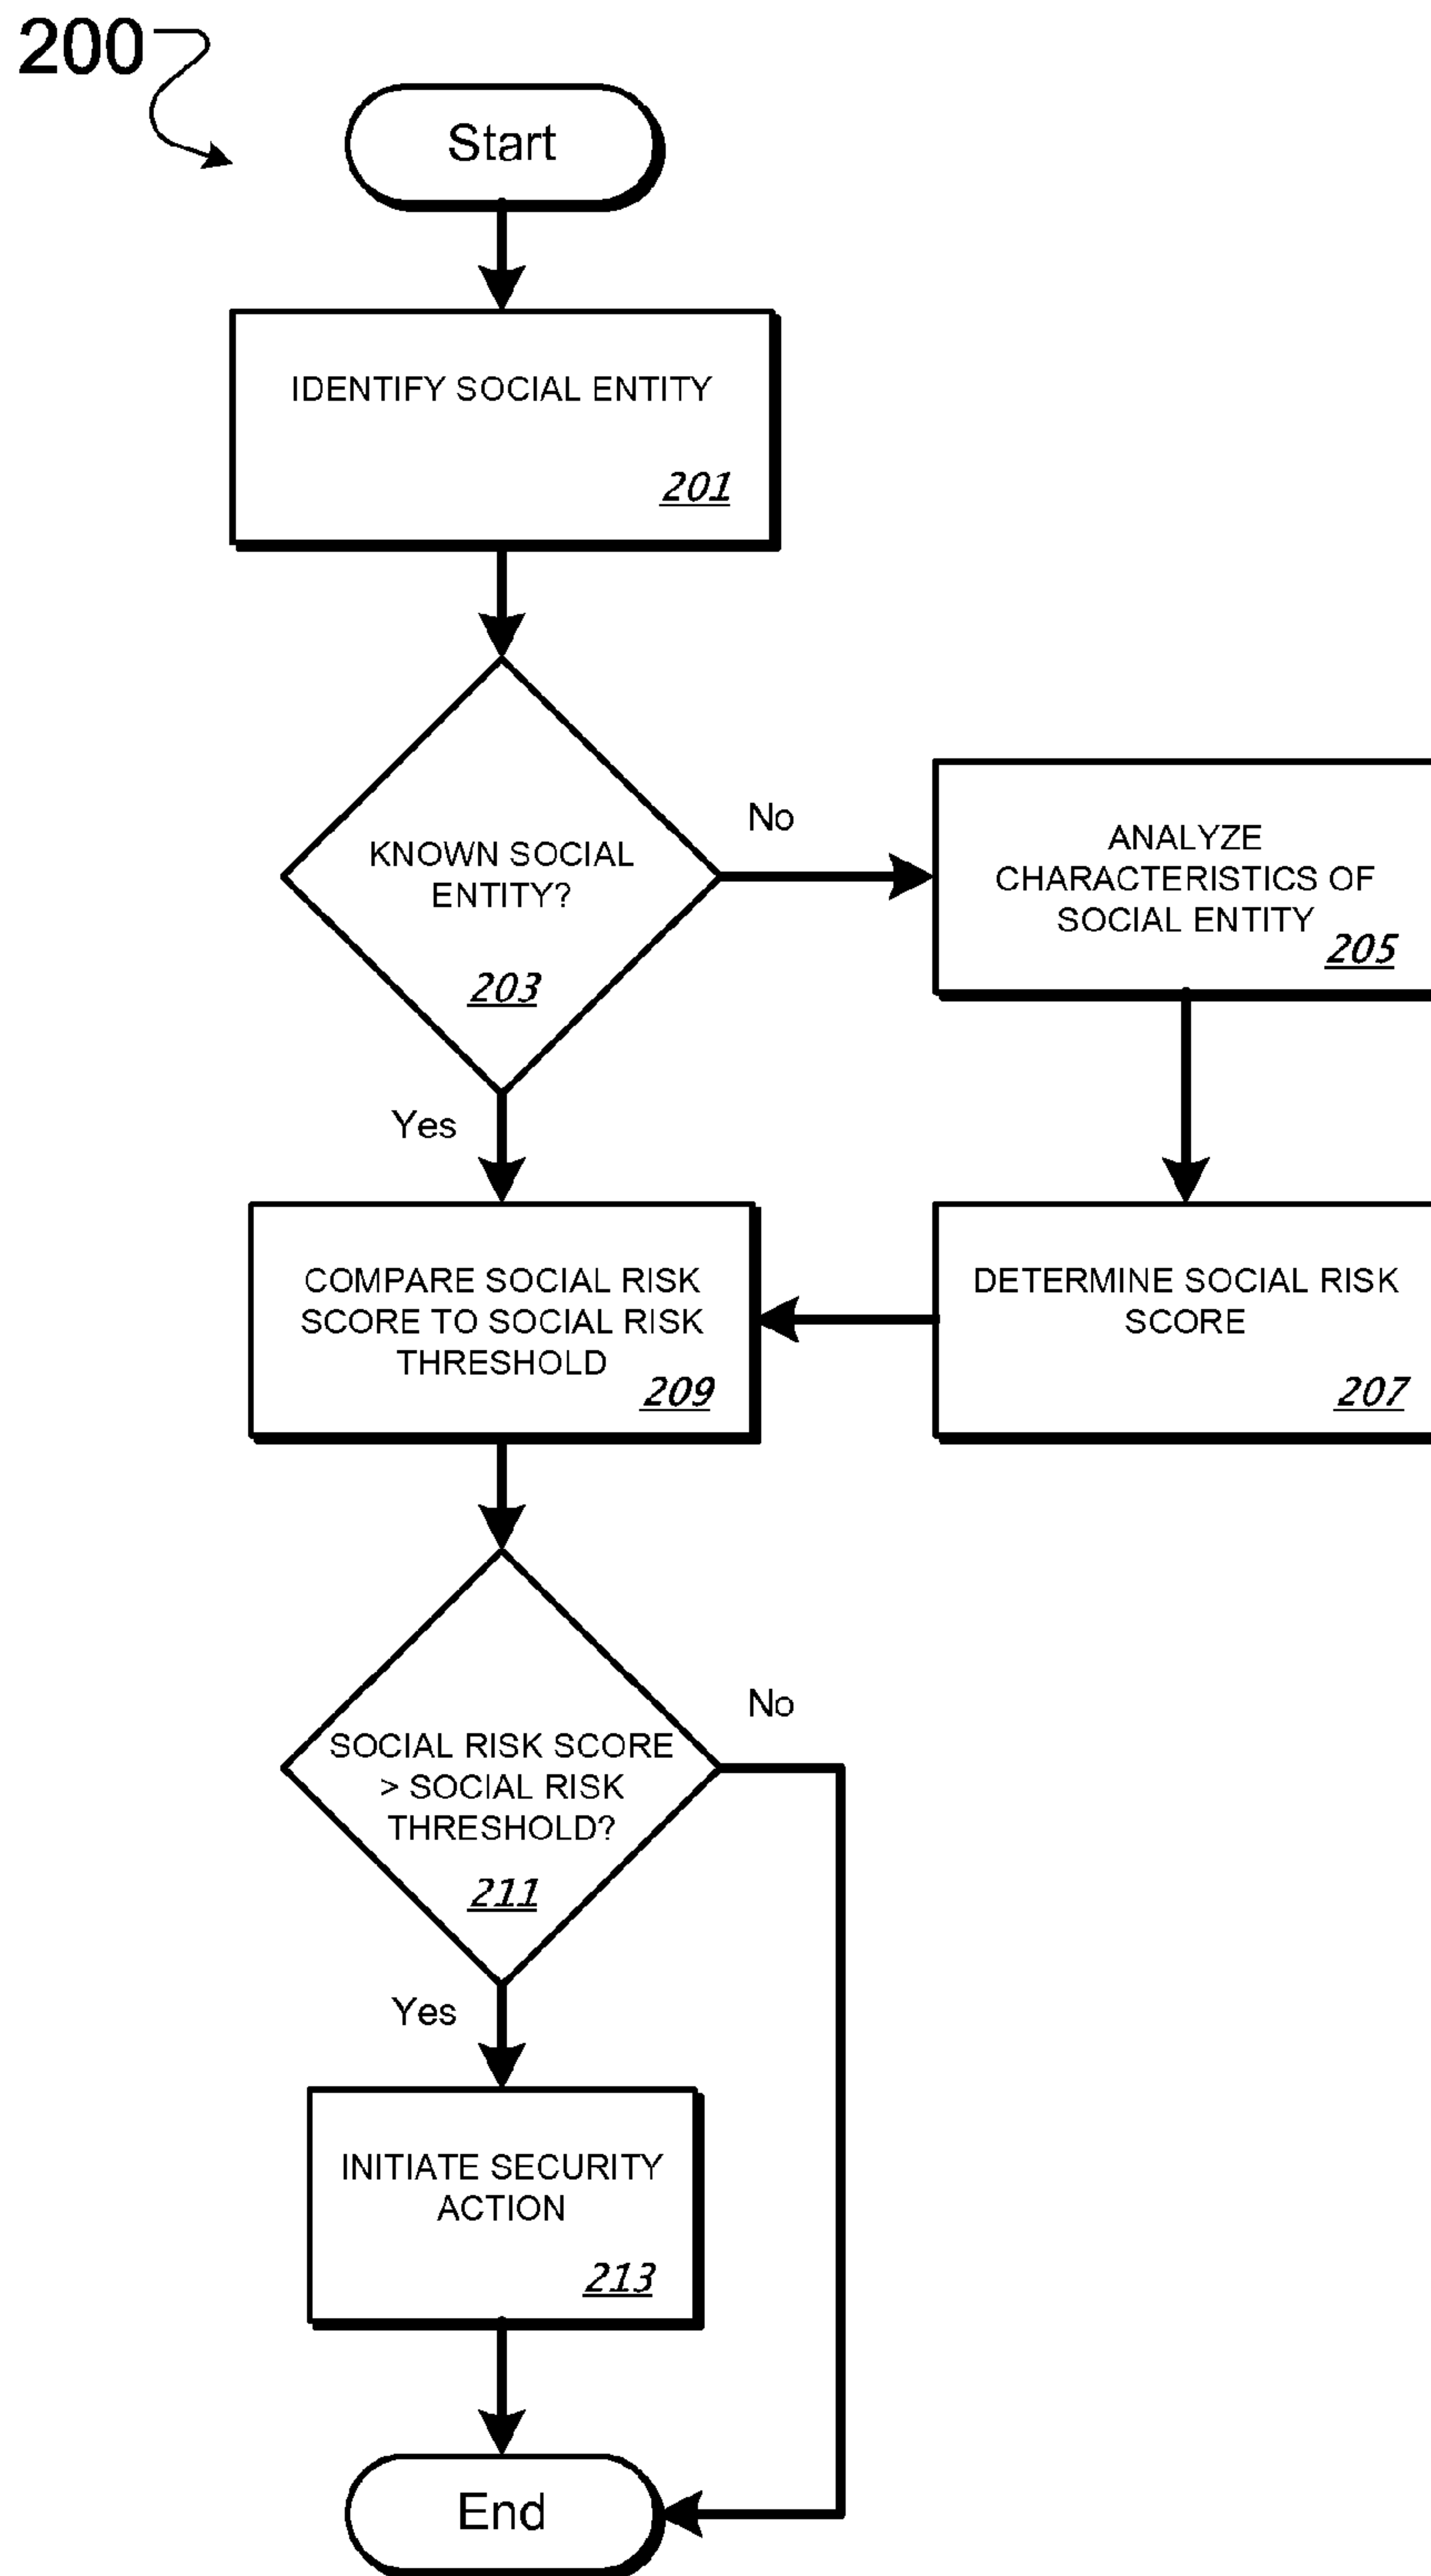 200
Start
IDENTIFY SOCIAL ENTITY
201
KNOWN SOCIAL
ENTITY?
203
No
ANALYZE
CHARACTERISTICS OF
SOCIAL ENTITY
205
Yes
COMPARE SOCIAL RISK
SCORE TO SOCIAL RISK
THRESHOLD
209
DETERMINE SOCIAL RISK
SCORE
207
SOCIAL RISK SCORE
> SOCIAL RISK
THRESHOLD?
211
No
Yes
INITIATE SECURITY
ACTION
213
End